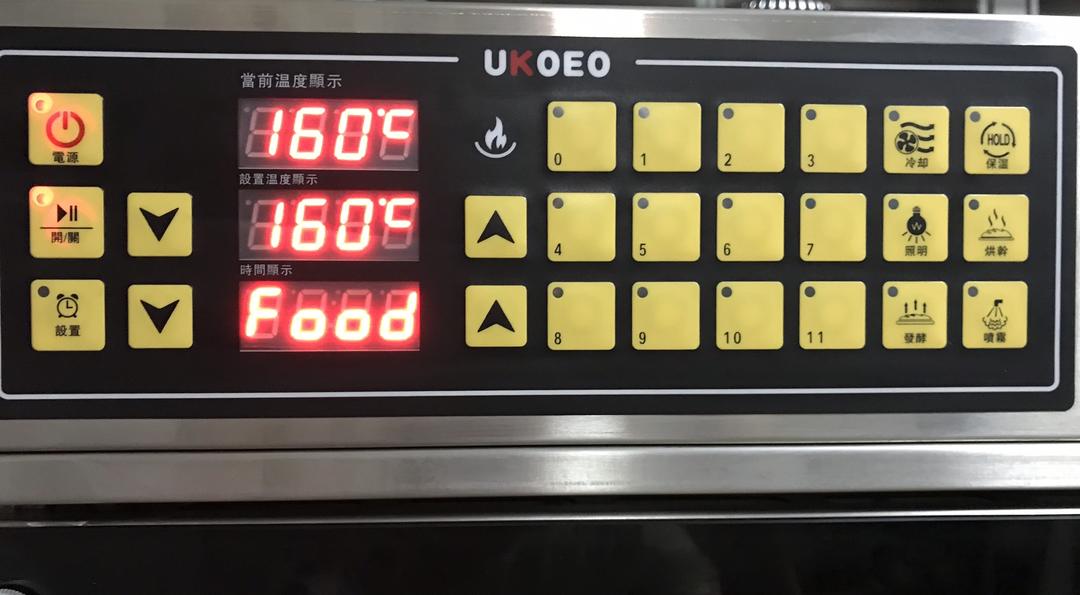 UKOEO
當前溫度顯示
160°C
電源
0
1
2
3
冷却
HOLD
保溫
設置溫度顯示
160°C
開/關
4
5
6
7
W
照明
烘幹
時間顯示
Food
設置
8
9
10
11
發酵
噴霧